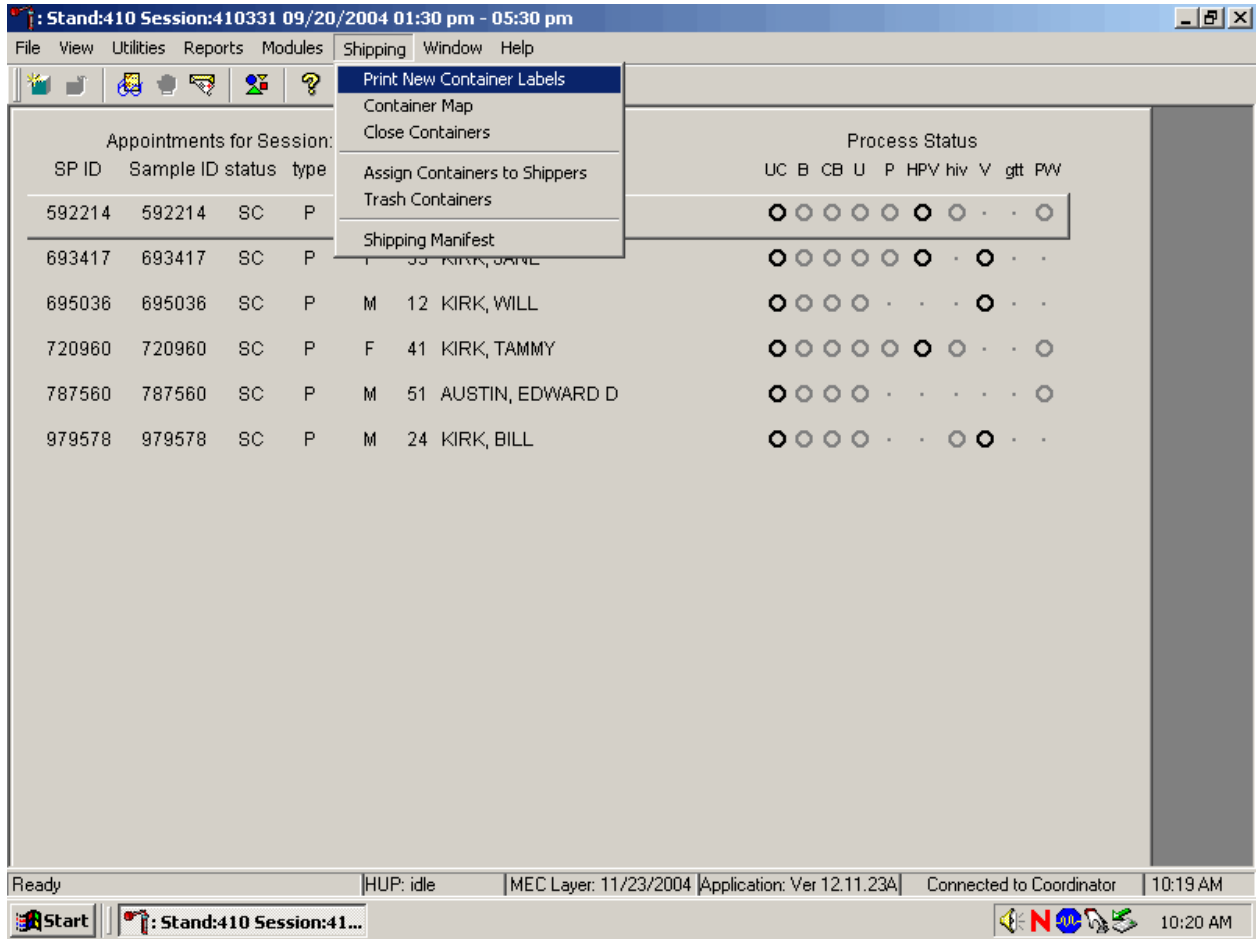 : Stand:410 Session:410331 09/20/2004 01:30 pm - 05:30 pm
File View Utilities Reports Modules Shipping Window Help
Print New Container Labels
Container Map
Close Containers
Assign Containers to Shippers
Trash Containers
Shipping Manifest
Appointments for Session:
Process Status
SP ID Sample ID status type
UC B CB U P HPV hiv V gtt PW
592214 592214 SC P
693417 693417 SC P KIRK, JANE
695036 695036 SC P M 12 KIRK, WILL
720960 720960 SC P F 41 KIRK, TAMMY
787560 787560 SC P M 51 AUSTIN, EDWARD D
979578 979578 SC P M 24 KIRK, BILL
Ready HUP: idle MEC Layer: 11/23/2004 Application: Ver 12.11.23A Connected to Coordinator 10:19 AM
Start : Stand:410 Session:41... N 10:20 AM